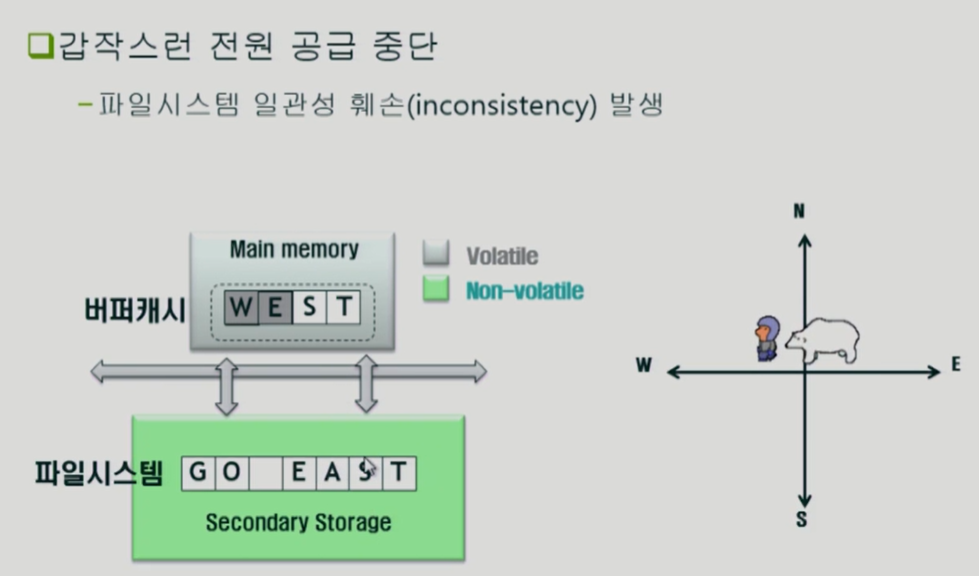 갑작스런 전원 공급 중단
–파일시스템 일관성 훼손(inconsistency) 발생
Main memory
버퍼캐시
W E S T
Volatile
Non-volatile
파일시스템
G O E A S T
Secondary Storage
N
W
E
S